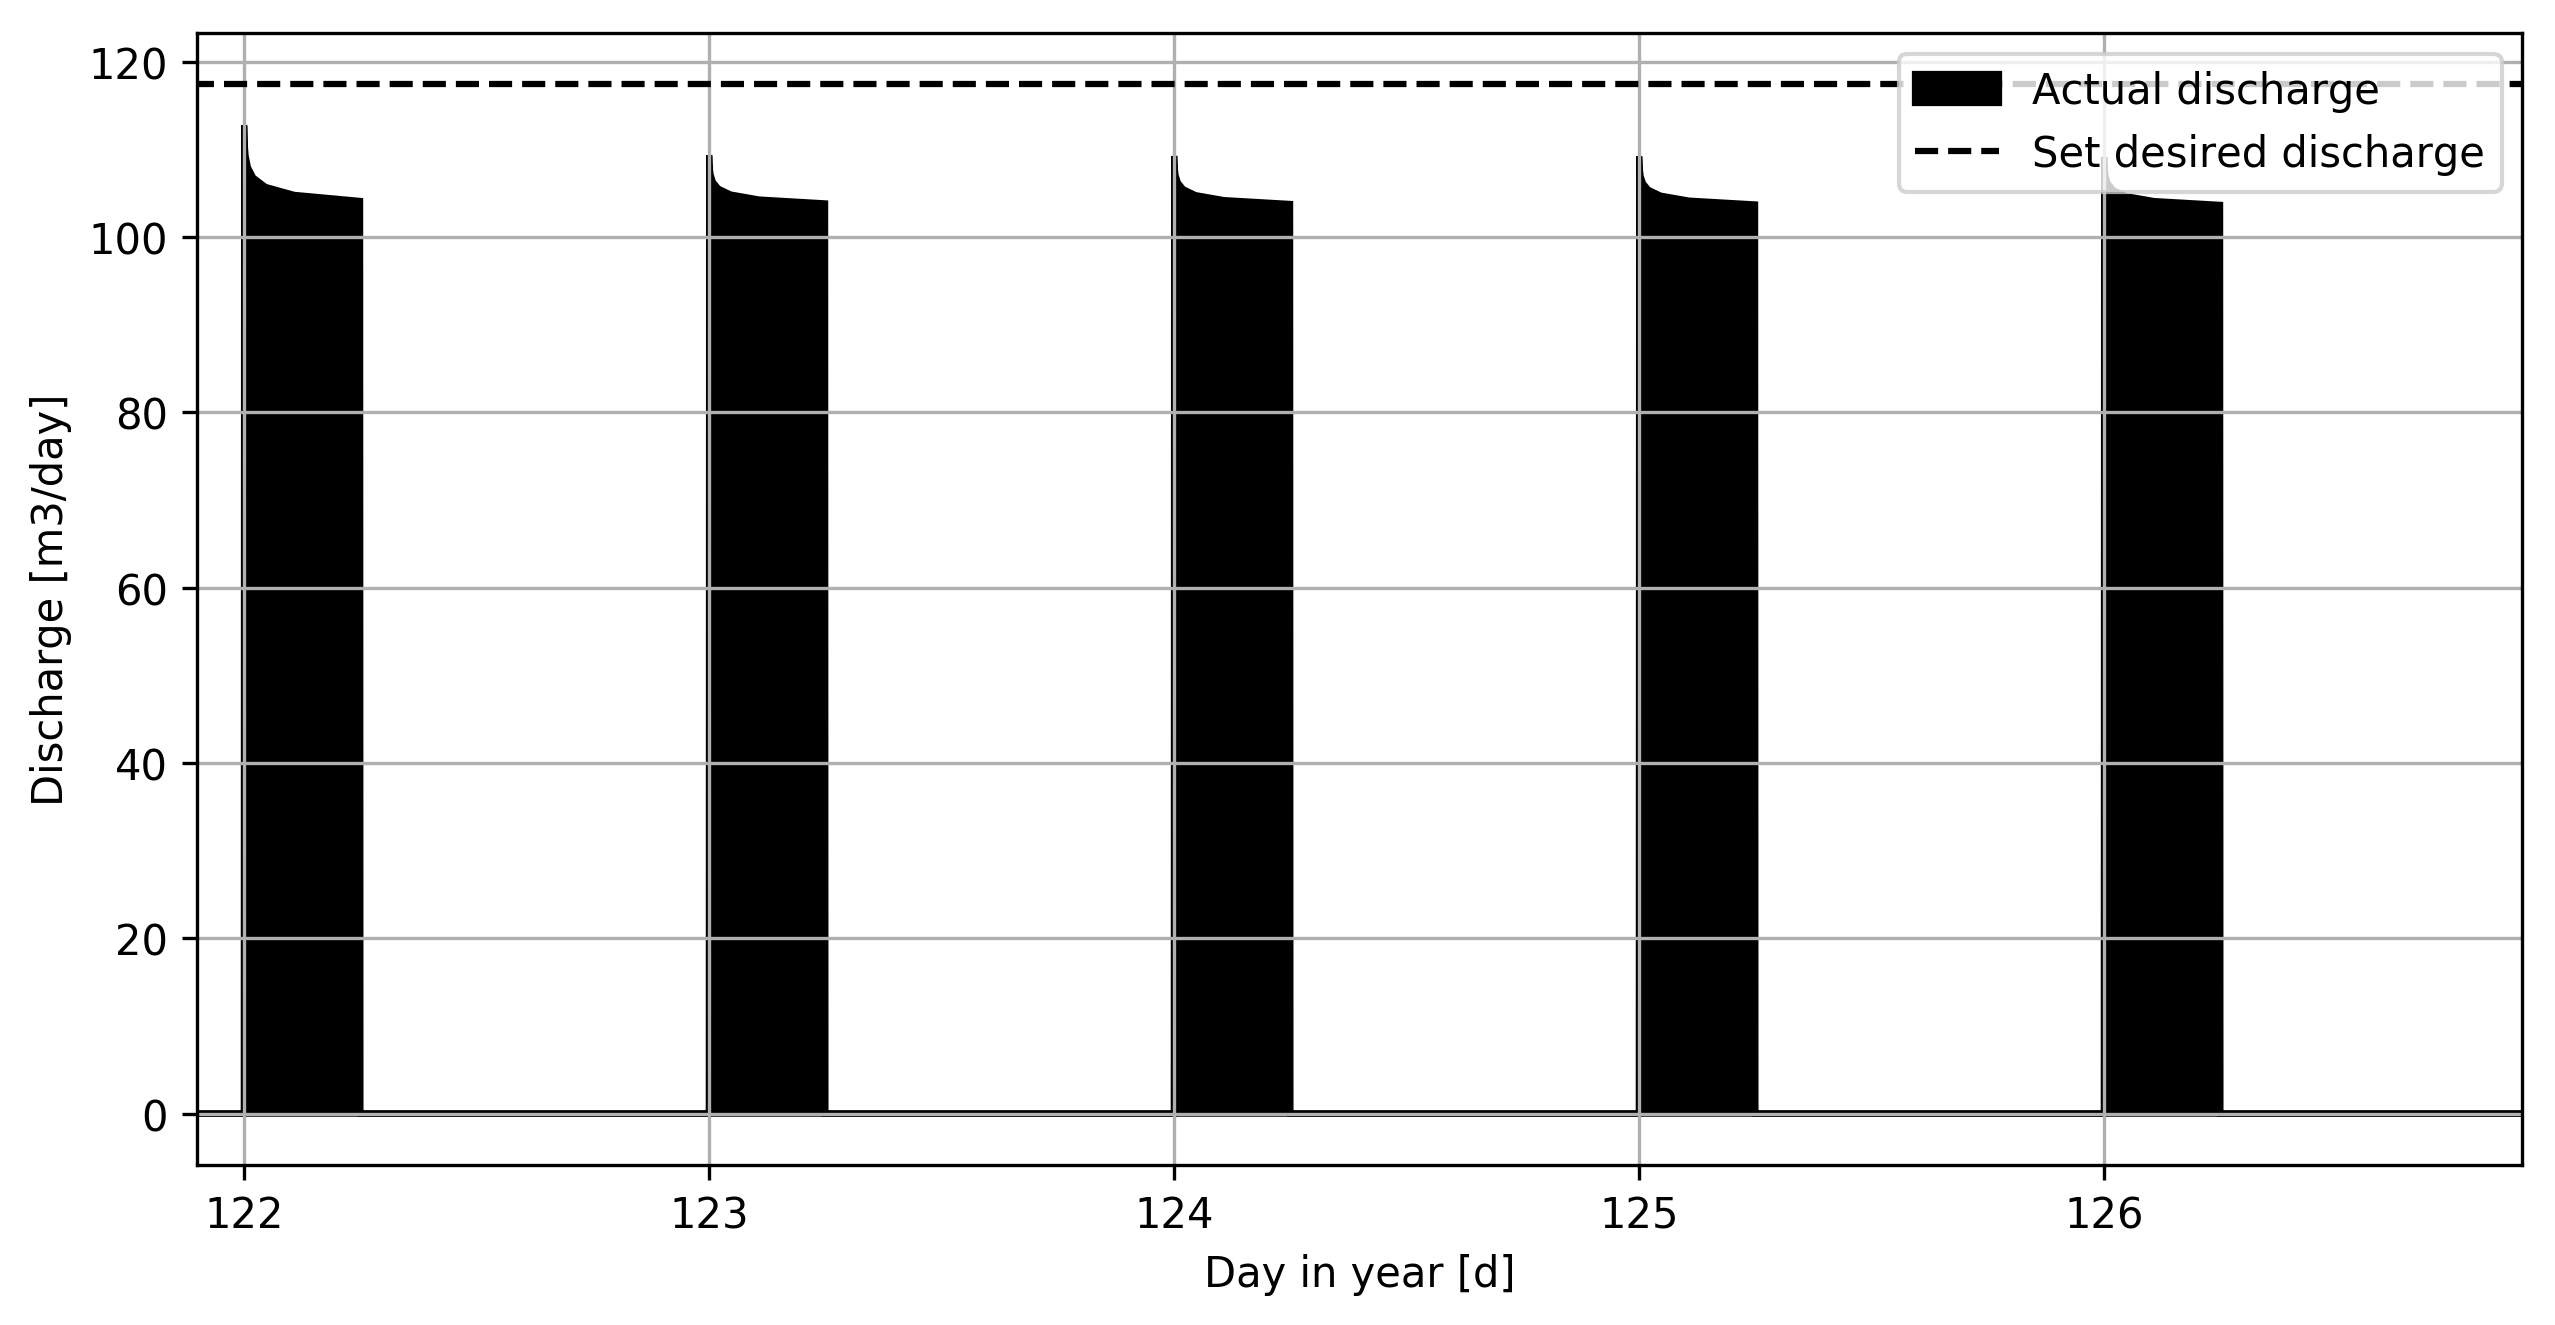 120
100
80
60
40
20
0
Discharge [m3/day]
Actual discharge
Set desired discharge
122 123 124 125 126
Day in year [d]